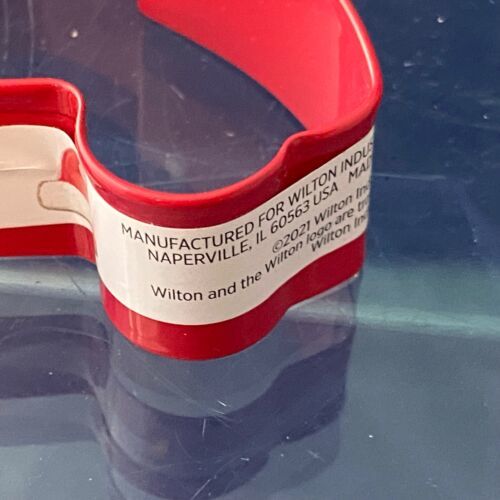 MANUFACTURED FOR WILTON INDUS
NAPERVILLE, IL 60563 USA MAD
©2021 Wilton Ind
Wilton and the Wilton logo are
Wilton Ind